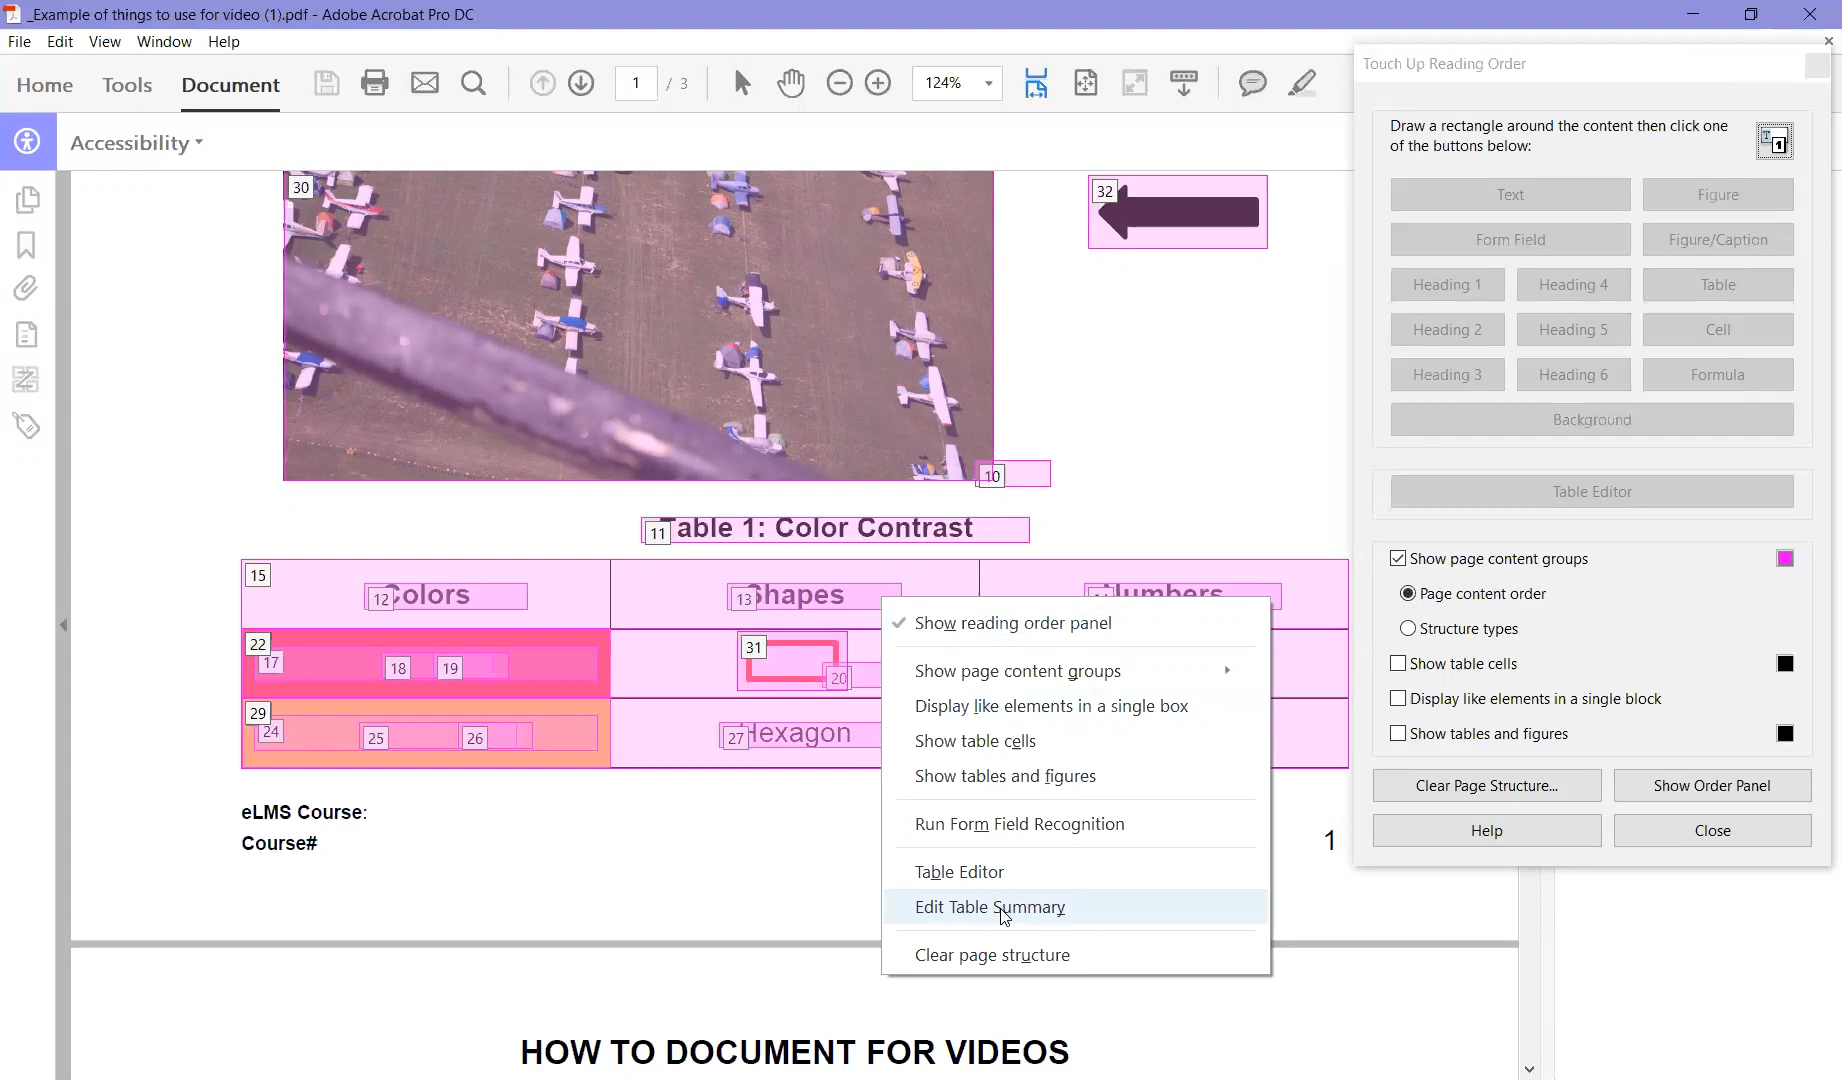 _Example of things to use for video (1).pdf - Adobe Acrobat Pro DC
File Edit View Window Help
Home Tools Document 1 / 3 124%
Accessibility
Touch Up Reading Order
Draw a rectangle around the content then click one
of the buttons below:
Text Figure
Form Field Figure/Caption
Heading 1 Heading 4 Table
Heading 2 Heading 5 Cell
Heading 3 Heading 6 Formula
Background
Table Editor
Show page content groups
Page content order
Structure types
Show table cells
Display like elements in a single block
Show tables and figures
Clear Page Structure... Show Order Panel
Help Close
30
32
10
11 Table 1: Color Contrast
15 12 Colors 13 Shapes Numbers
22 17 18 19 31 20
29 24 25 26 27 Hexagon
Show reading order panel
Show page content groups
Display like elements in a single box
Show table cells
Show tables and figures
Run Form Field Recognition
Table Editor
Edit Table Summary
Clear page structure
eLMS Course:
Course#
1
HOW TO DOCUMENT FOR VIDEOS